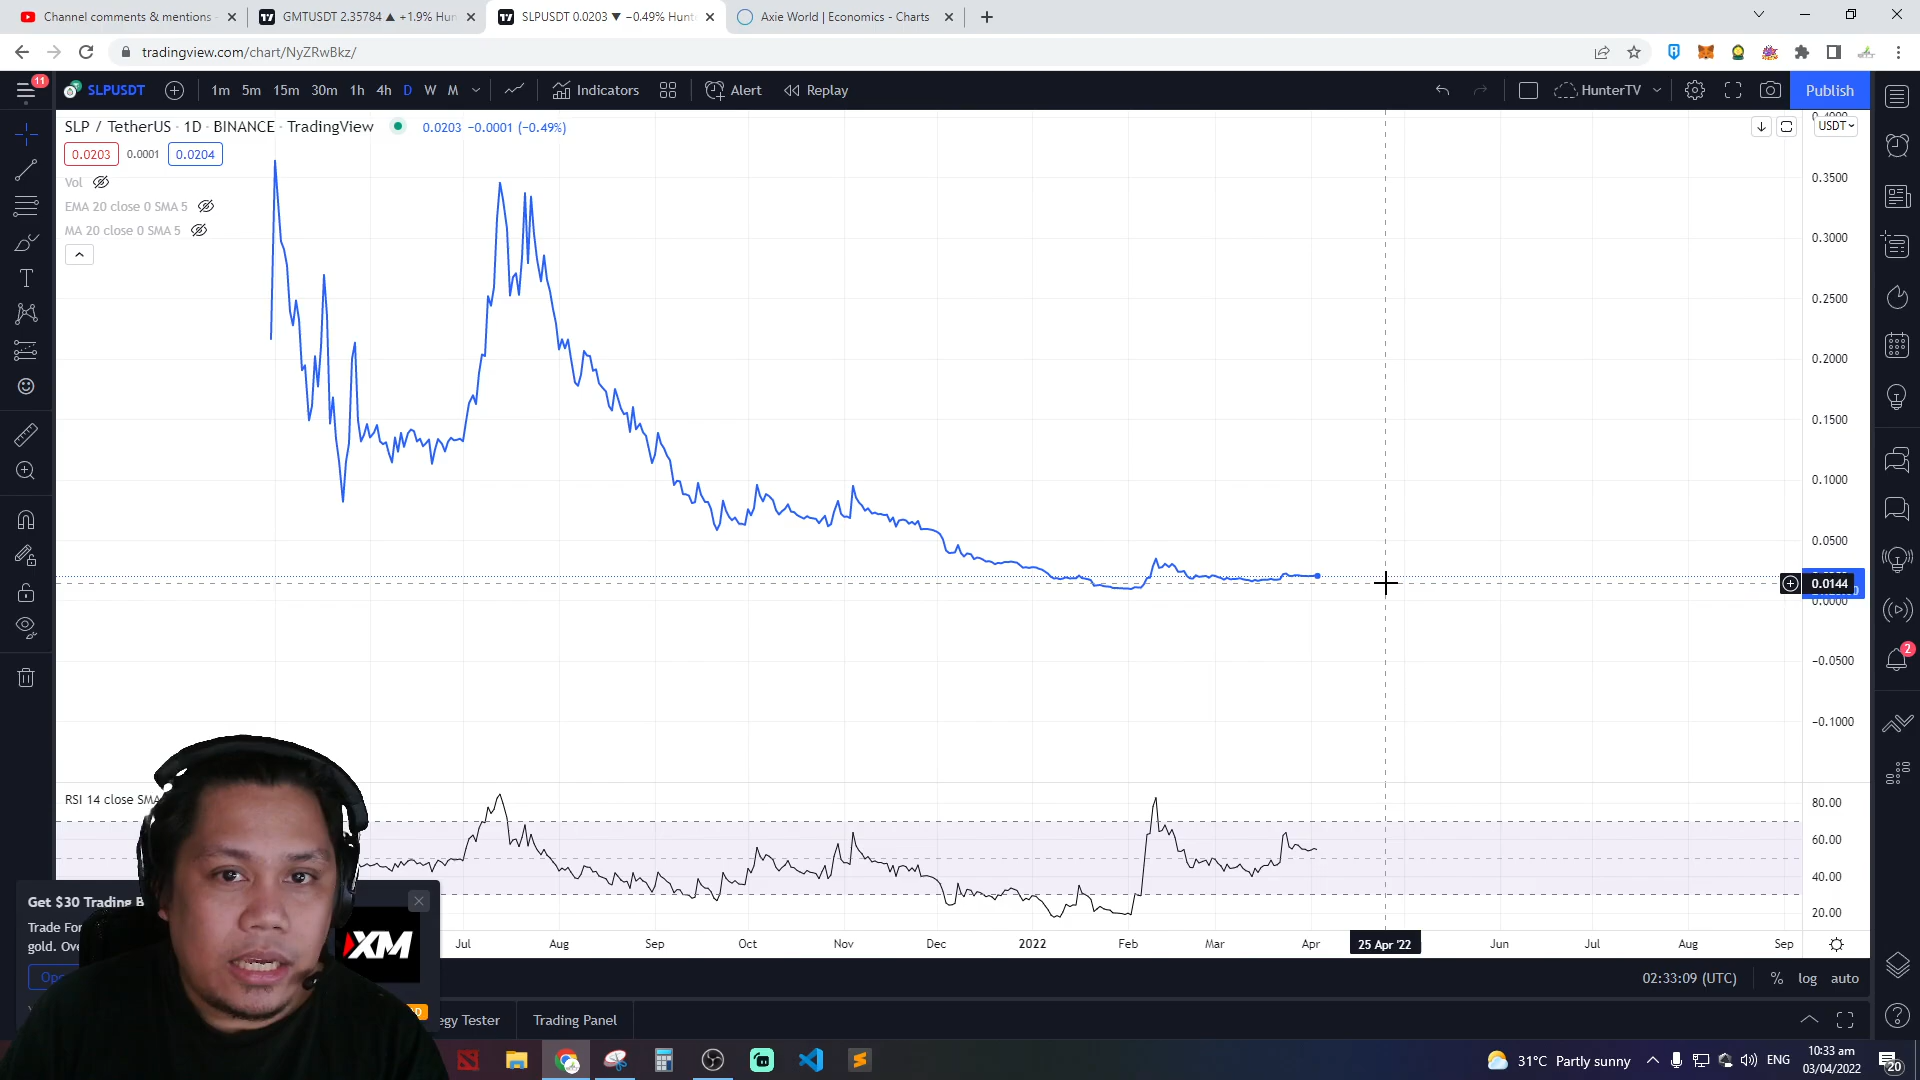 Channel comments & mentions
GMTUSDT 2.35784 ▲ +1.9% Hun
SLPUSDT 0.0203 ▼ −0.49% Hunt
Axie World | Economics - Charts
tradingview.com/chart/NyZRwBkz/
11
SLPUSDT
1m 5m 15m 30m 1h 4h D W M
Indicators
Alert
Replay
HunterTV
Publish
SLP / TetherUS · 1D · BINANCE · TradingView
0.0203 −0.0001 (−0.49%)
USDT
0.0203 0.0001 0.0204
Vol
EMA 20 close 0 SMA 5
MA 20 close 0 SMA 5
0.3500
0.3000
0.2500
0.2000
0.1500
0.1000
0.0500
0.0144
0.0000
−0.0500
−0.1000
2
RSI 14 close SMA
80.00
60.00
40.00
20.00
Get $30 Trading B
Trade For
gold. Ove
XM
Jul Aug Sep Oct Nov Dec 2022 Feb Mar Apr 25 Apr '22 Jun Jul Aug Sep
02:33:09 (UTC) % log auto
egy Tester Trading Panel
31°C Partly sunny
ENG
10:33 am
03/04/2022
20